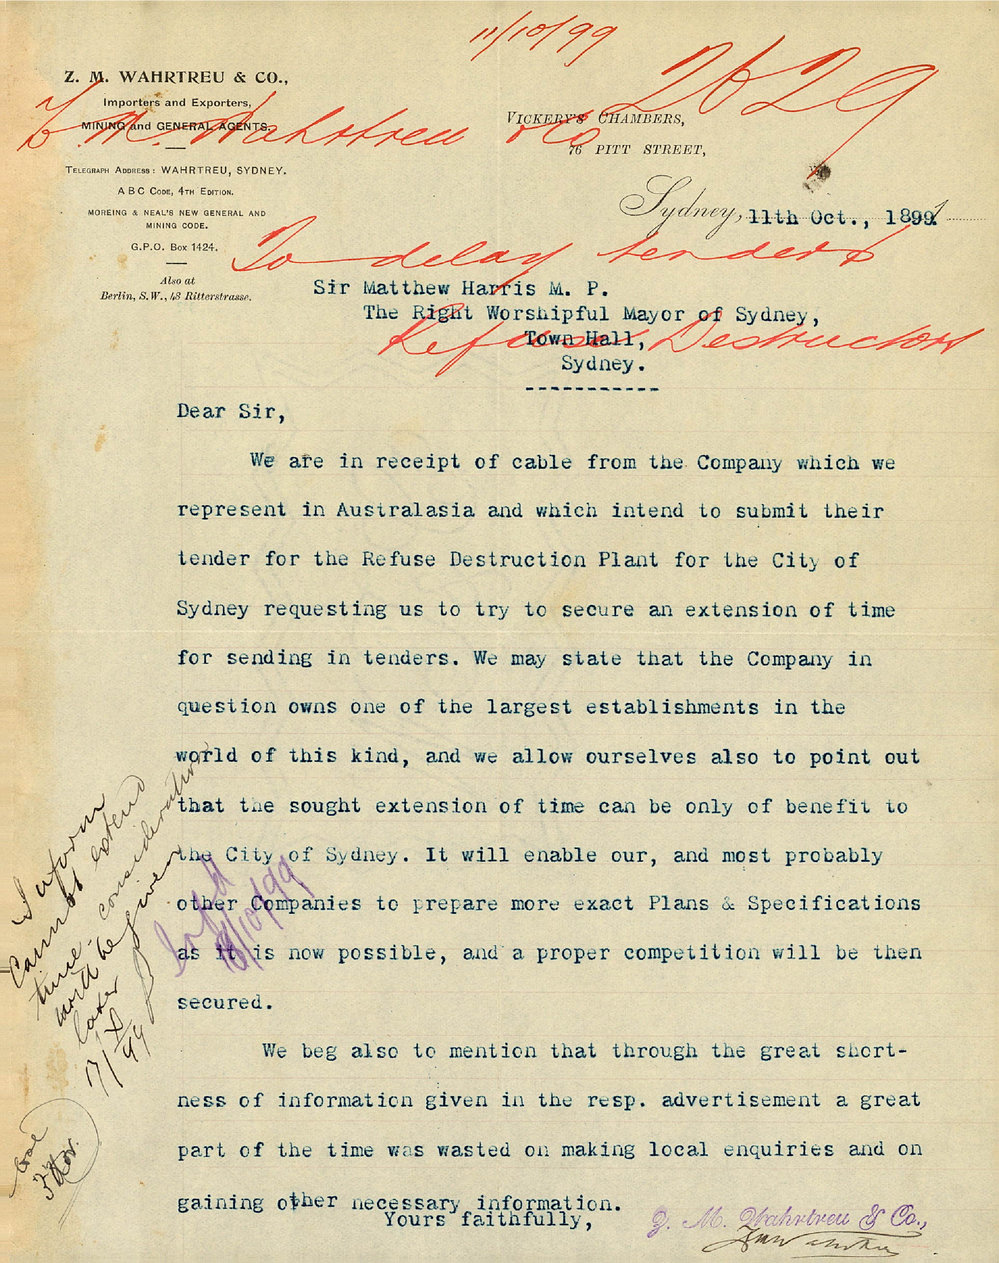 11/10/99
2629
Z. M. WAHRTREU & CO.,
Importers and Exporters,
MINING and GENERAL AGENTS.
Z. M. Wahrtreu & Co
TELEGRAPH ADDRESS: WAHRTREU, SYDNEY.
A B C CODE, 4TH EDITION.
MOREING & NEAL'S NEW GENERAL AND
MINING CODE.
G.P.O. Box 1424.
Also at
Berlin, S.W., 48 Ritterstrasse.
VICKERY'S CHAMBERS,
76 PITT STREET,
Sydney, 11th Oct., 1899
To delay tenders
Refuse Destructors
Sir Matthew Harris M. P.
The Right Worshipful Mayor of Sydney,
Town Hall,
Sydney.
Dear Sir,
We are in receipt of cable from the Company which we
represent in Australasia and which intend to submit their
tender for the Refuse Destruction Plant for the City of
Sydney requesting us to try to secure an extension of time
for sending in tenders. We may state that the Company in
question owns one of the largest establishments in the
world of this kind, and we allow ourselves also to point out
that the sought extension of time can be only of benefit to
the City of Sydney. It will enable our, and most probably
other Companies to prepare more exact Plans & Specifications
as it is now possible, and a proper competition will be then
secured.
We beg also to mention that through the great short-
ness of information given in the resp. advertisement a great
part of the time was wasted on making local enquiries and on
gaining other necessary information.
Yours faithfully,
Z. M. Wahrtreu & Co.,
ZMWahrtreu
Inform
cannot extend
time - consideration
will be given
later
17/X/99
18/10/99